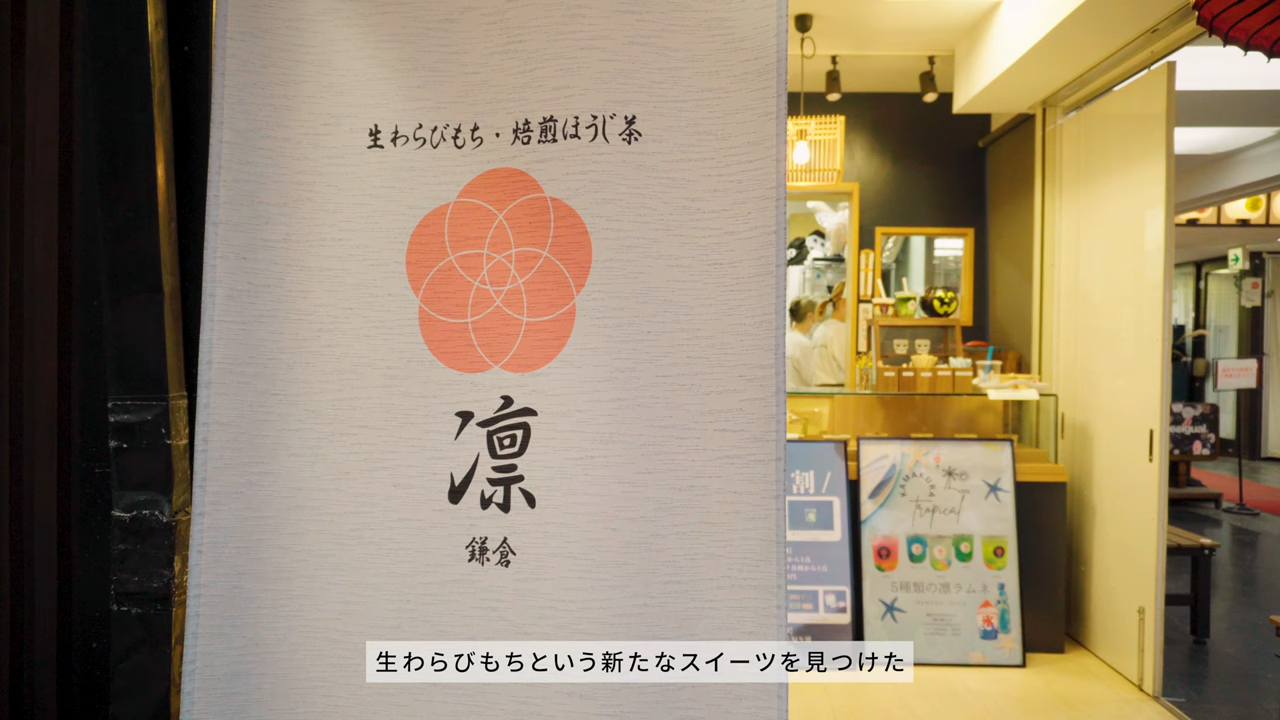 生わらびもち・焙煎ほうじ茶
凛
鎌倉
割/
KAMAKURA
tropical
5種類の凛ラムネ
生わらびもちという新たなスイーツを見つけた